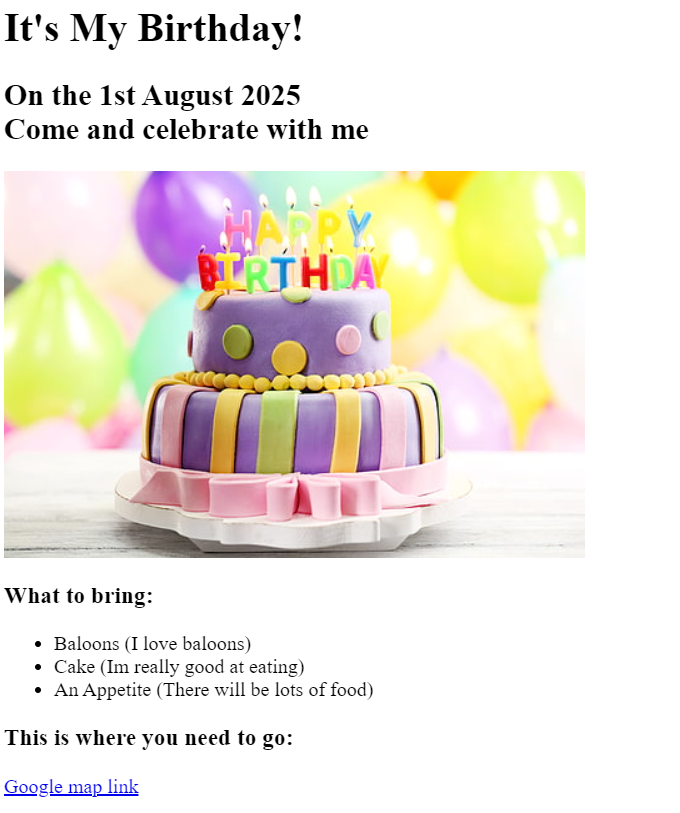 It's My Birthday!
On the 1st August 2025
Come and celebrate with me
HAPPY
BIRTHDAY
What to bring:
Baloons (I love baloons)
Cake (Im really good at eating)
An Appetite (There will be lots of food)
This is where you need to go:
Google map link